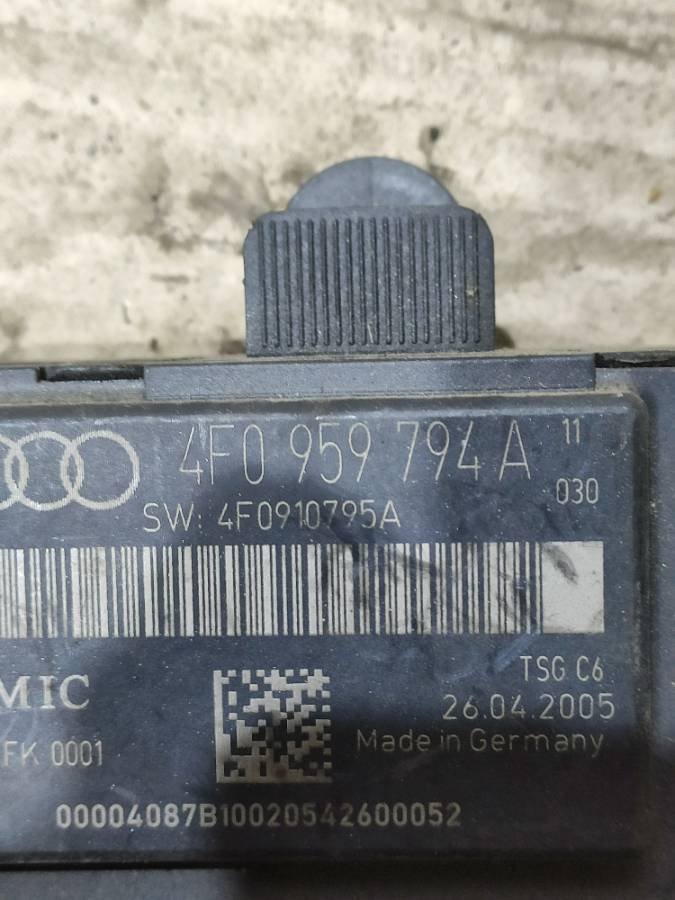 4F0 959 794 A 11
030
SW: 4F0910795A
MIC
TSG C6
26.04.2005
FK 0001
Made in Germany
00004087B10020542600052